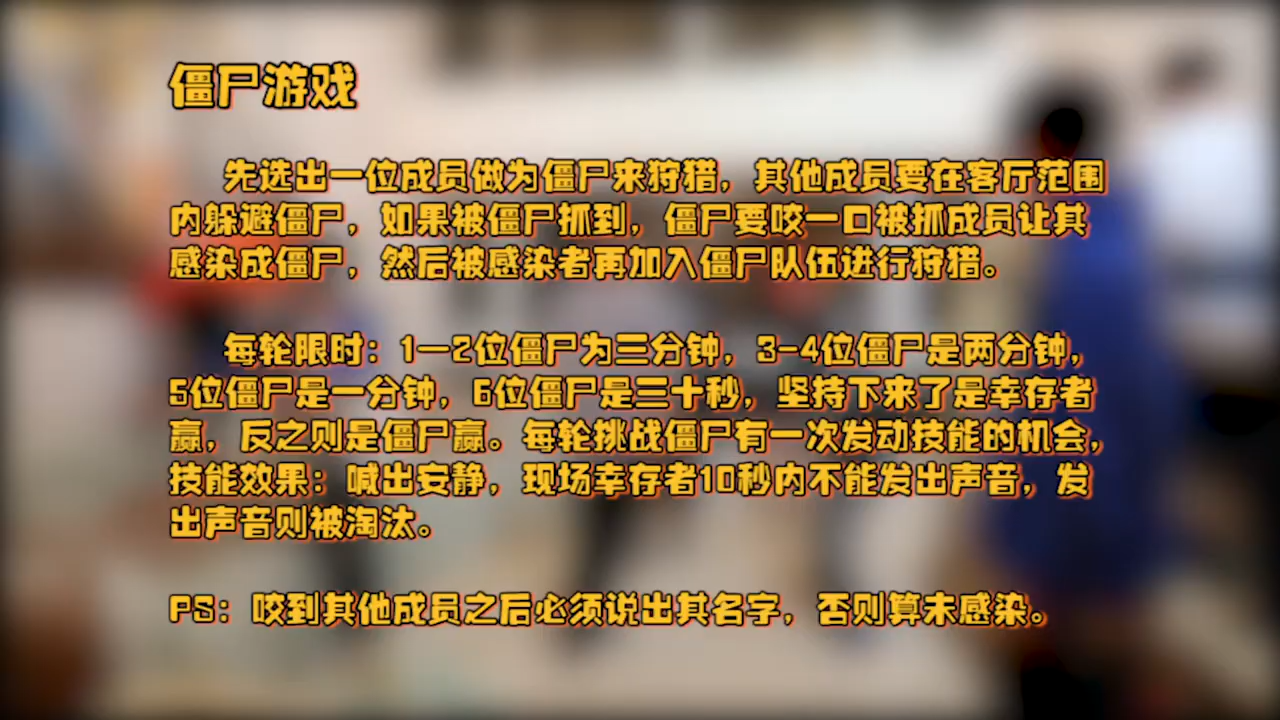 僵尸游戏
先选出一位成员做为僵尸来狩猎，其他成员要在客厅范围
内躲避僵尸，如果被僵尸抓到，僵尸要咬一口被抓成员让其
感染成僵尸，然后被感染者再加入僵尸队伍进行狩猎。
每轮限时：1—2位僵尸为三分钟，3-4位僵尸是两分钟，
5位僵尸是一分钟，6位僵尸是三十秒，坚持下来了是幸存者
赢，反之则是僵尸赢。每轮挑战僵尸有一次发动技能的机会，
技能效果：喊出安静，现场幸存者10秒内不能发出声音，发
出声音则被淘汰。
PS：咬到其他成员之后必须说出其名字，否则算未感染。